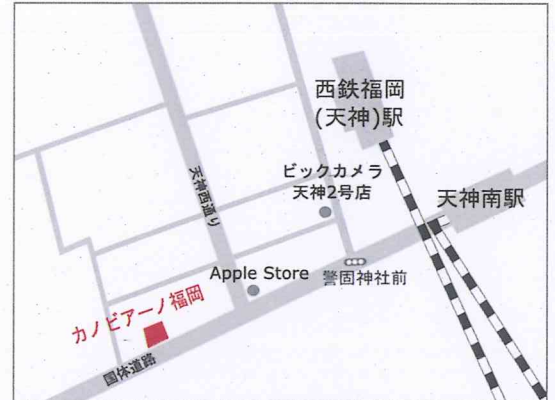 西鉄福岡
(天神)駅
ビックカメラ
天神2号店
天神南駅
天神西通り
Apple Store
警固神社前
カノビアーノ福岡
国体道路